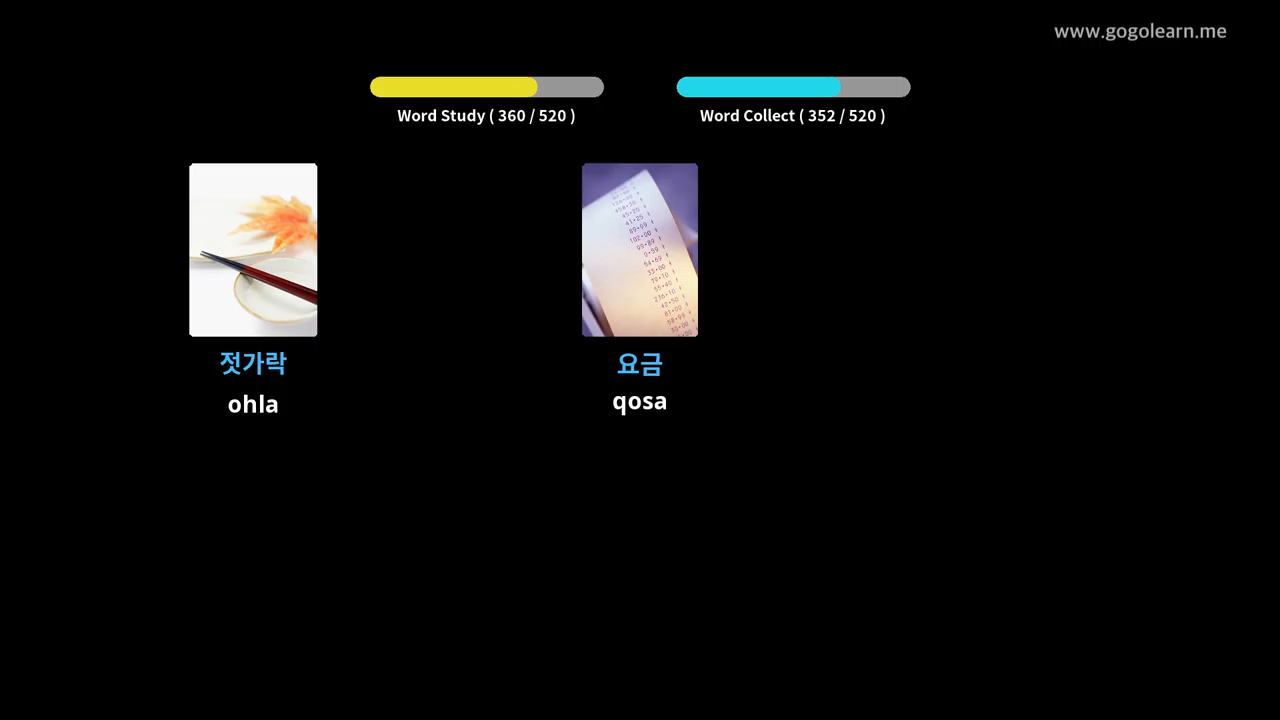 www.gogolearn.me
Word Study ( 360 / 520 )
Word Collect ( 352 / 520 )
젓가락
ohla
요금
qosa